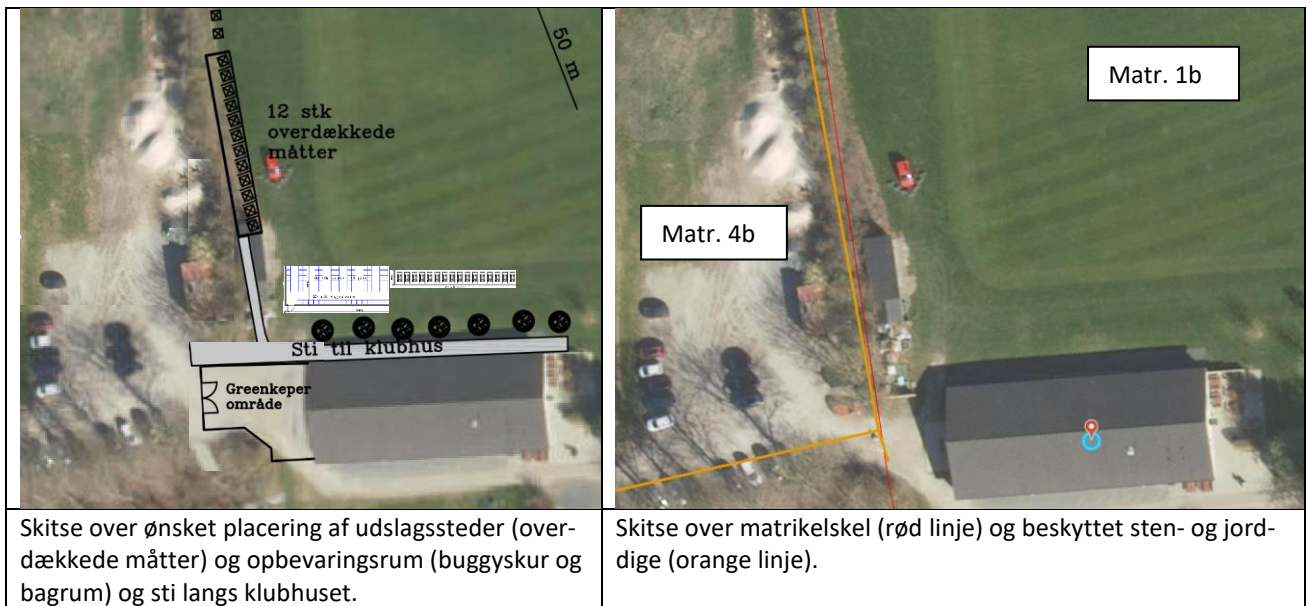 50 m
12 stk
overdækkede
måtter
Sti til klubhus
Greenkeper
område
Matr. 1b
Matr. 4b
Skitse over ønsket placering af udslagssteder (over-
dækkede måtter) og opbevaringsrum (buggyskur og
bagrum) og sti langs klubhuset.
Skitse over matrikelskel (rød linje) og beskyttet sten- og jord-
dige (orange linje).